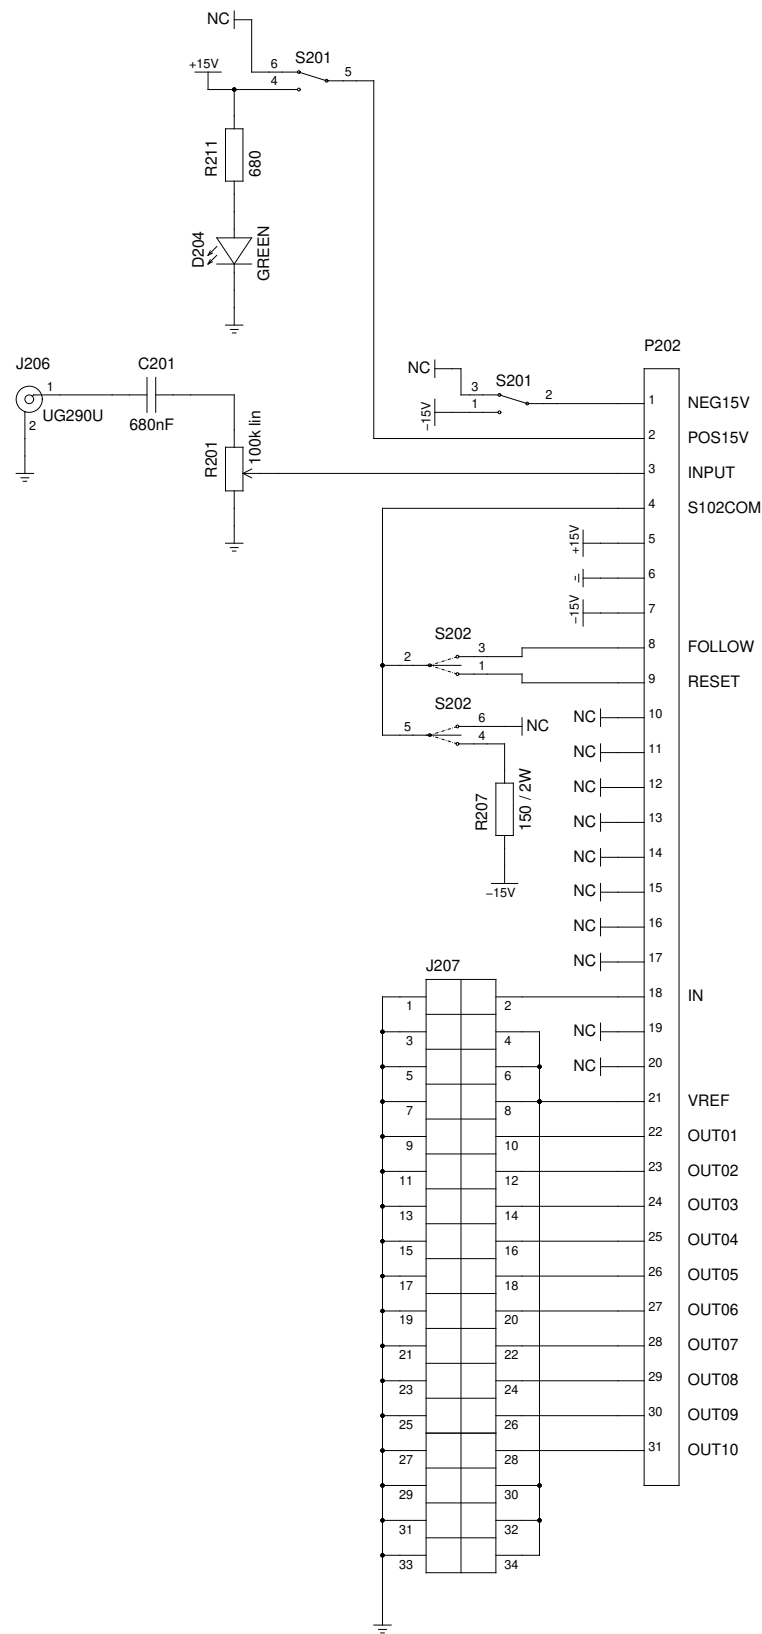 NC
S201
+15V
6
5
4
R211
680
D204
GREEN
P202
J206
C201
NC
S201
3
2
1
−15V
1
2
UG290U
680nF
R201
100k lin
1 NEG15V
2 POS15V
3 INPUT
4 S102COM
+15V 5
6
−15V 7
S202
2
3
1
8 FOLLOW
9 RESET
S202
5
6
NC
4
R207
150 / 2W
−15V
NC 10
NC 11
NC 12
NC 13
NC 14
NC 15
NC 16
NC 17
J207
18 IN
1 2
NC 19
3 4
NC 20
5 6
21 VREF
7 8
22 OUT01
9 10
23 OUT02
11 12
24 OUT03
13 14
25 OUT04
15 16
26 OUT05
17 18
27 OUT06
19 20
28 OUT07
21 22
29 OUT08
23 24
30 OUT09
25 26
31 OUT10
27 28
29 30
31 32
33 34